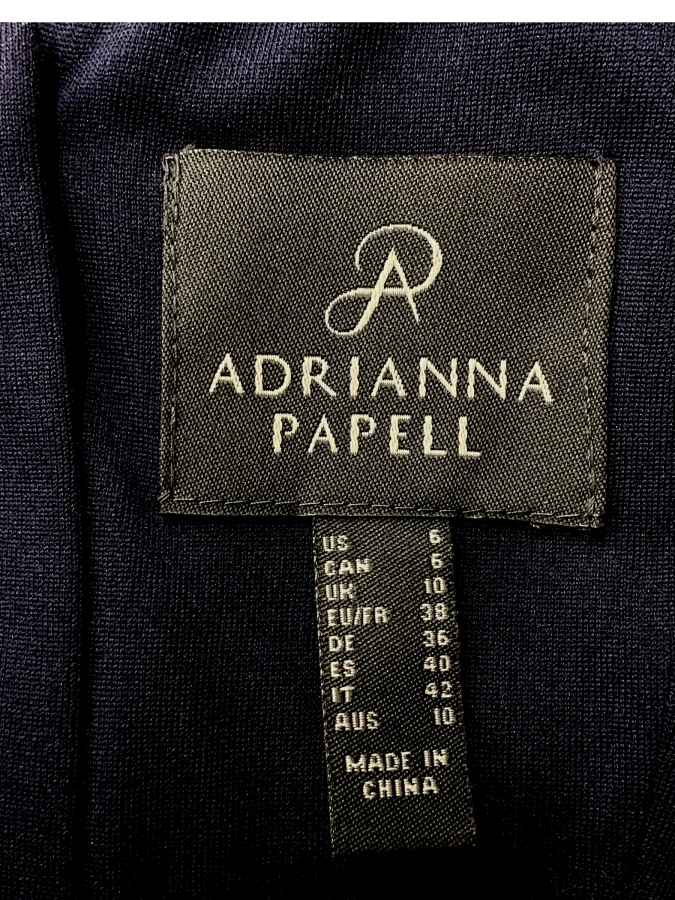 ADRIANNA
PAPELL
US 6
CAN 6
UK 10
EU/FR 38
DE 36
ES 40
IT 42
AUS 10
MADE IN
CHINA